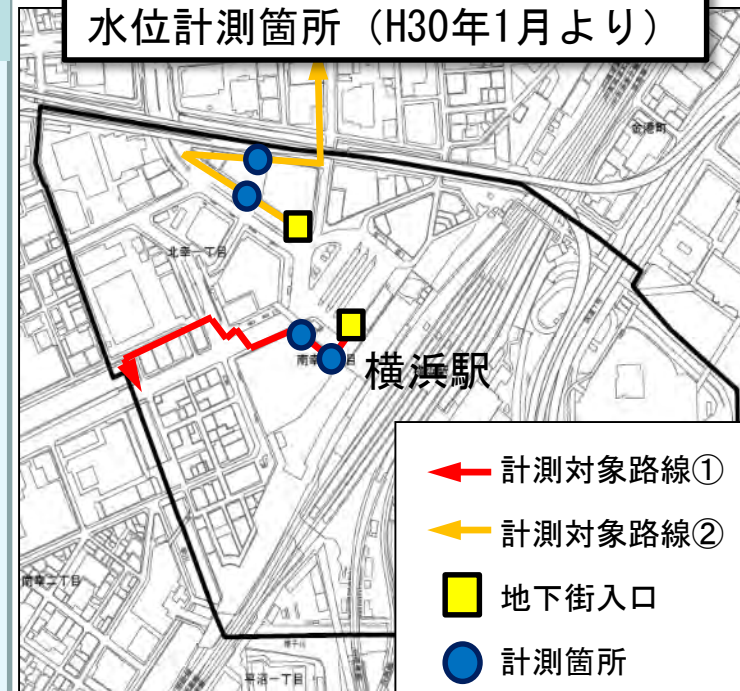 水位計測箇所（H30年1月より）
金港町
北幸一丁目
南幸一丁目
横浜駅
計測対象路線①
計測対象路線②
地下街入口
計測箇所
南幸二丁目
平沼一丁目